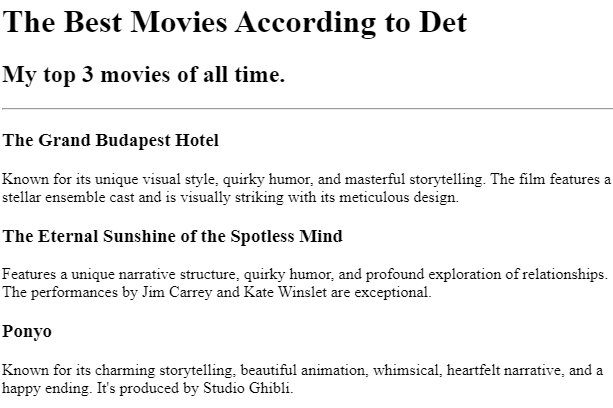 The Best Movies According to Det
My top 3 movies of all time.
The Grand Budapest Hotel
Known for its unique visual style, quirky humor, and masterful storytelling. The film features a
stellar ensemble cast and is visually striking with its meticulous design.
The Eternal Sunshine of the Spotless Mind
Features a unique narrative structure, quirky humor, and profound exploration of relationships.
The performances by Jim Carrey and Kate Winslet are exceptional.
Ponyo
Known for its charming storytelling, beautiful animation, whimsical, heartfelt narrative, and a
happy ending. It's produced by Studio Ghibli.